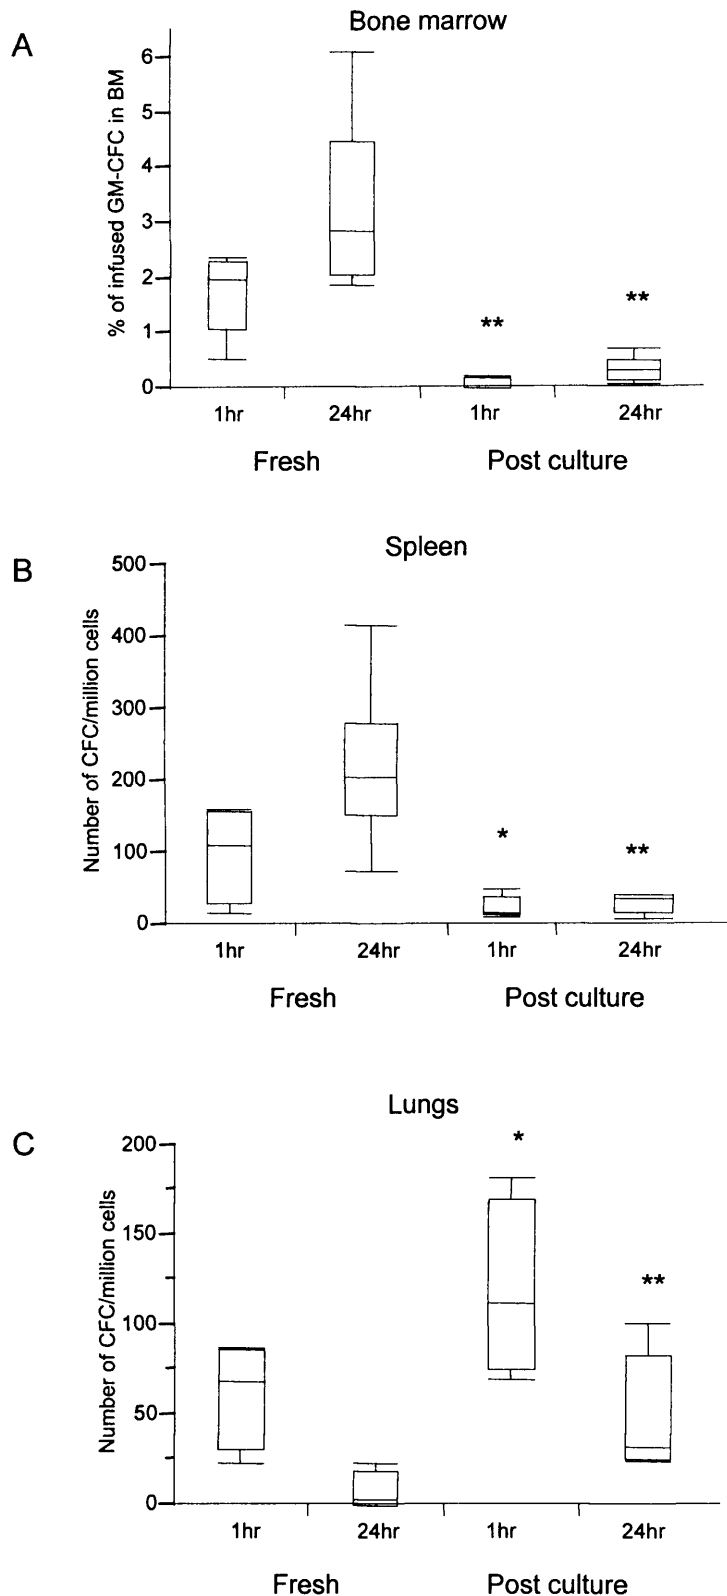 A
Bone marrow
% of infused GM-CFC in BM
6
5
4
3
2
1
0
**
**
1hr
24hr
1hr
24hr
Fresh
Post culture
B
Spleen
Number of CFC/million cells
500
400
300
200
100
0
*
**
1hr
24hr
1hr
24hr
Fresh
Post culture
C
Lungs
Number of CFC/million cells
200
150
100
50
0
*
**
1hr
24hr
1hr
24hr
Fresh
Post culture